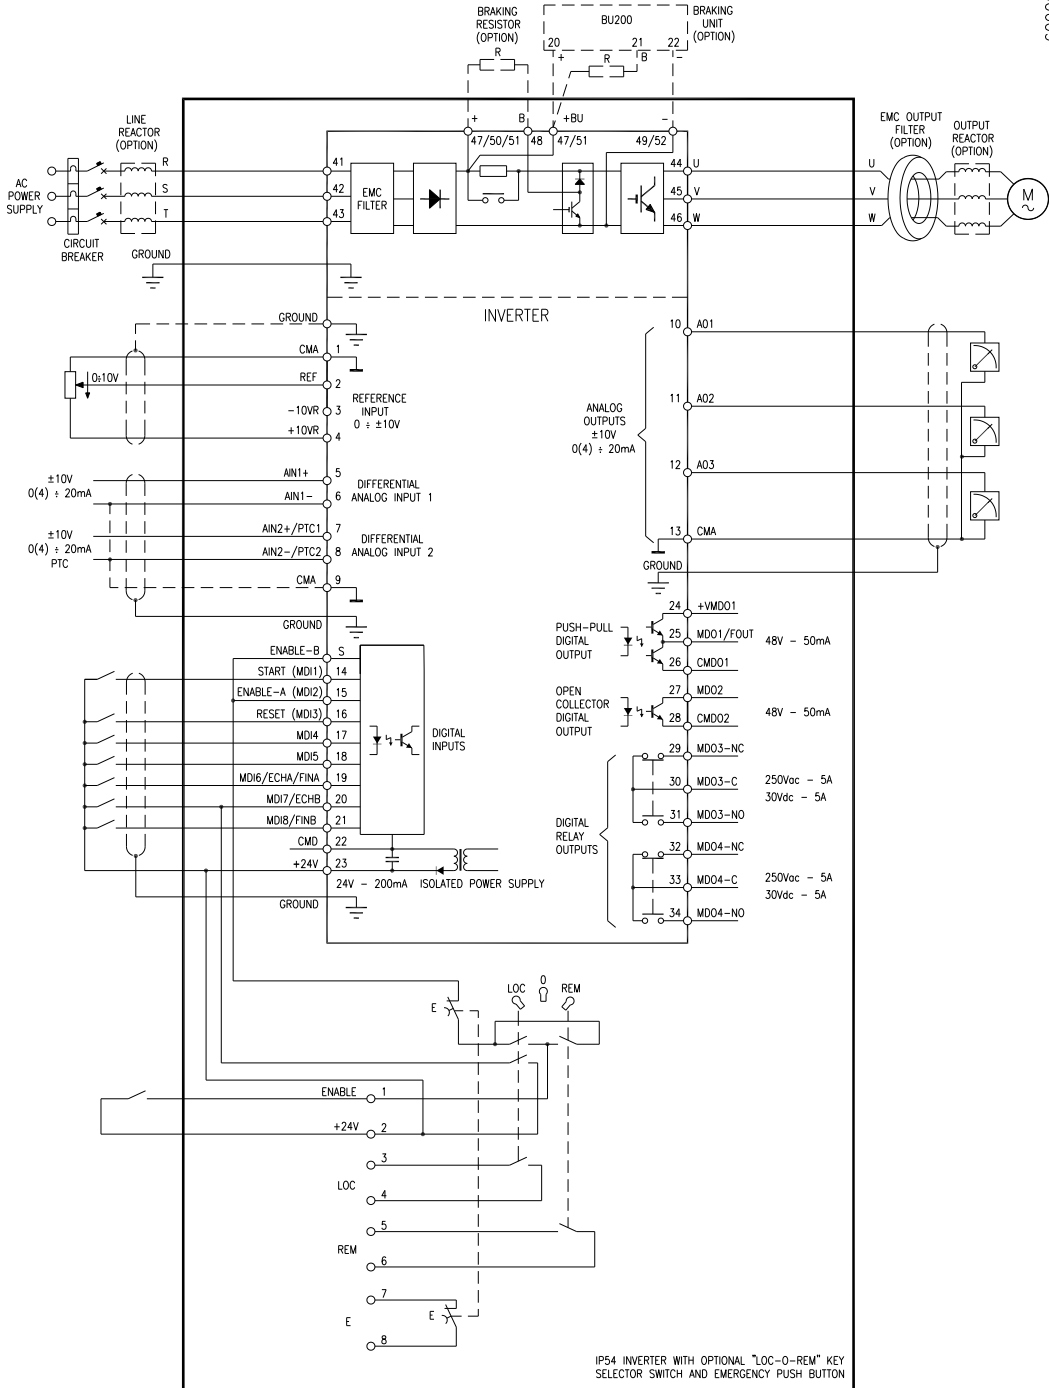 BRAKING
RESISTOR
(OPTION)
R
BU200
20
21
22
+
R
B
-
BRAKING
UNIT
(OPTION)
LINE
REACTOR
(OPTION)
+
B
+BU
-
47/50/51
48
47/51
49/52
EMC OUTPUT
FILTER
(OPTION)
OUTPUT
REACTOR
(OPTION)
AC
POWER
SUPPLY
R
S
T
41
42
43
EMC
FILTER
44 U
45 V
46 W
U
V
W
M
~
CIRCUIT
BREAKER
GROUND
INVERTER
GROUND
CMA 1
0÷10V
REF 2
-10VR 3
+10VR 4
REFERENCE
INPUT
0 ÷ ±10V
10 AO1
11 AO2
12 AO3
13 CMA
ANALOG
OUTPUTS
±10V
0(4) ÷ 20mA
GROUND
±10V
0(4) ÷ 20mA
AIN1+ 5
AIN1- 6
DIFFERENTIAL
ANALOG INPUT 1
±10V
0(4) ÷ 20mA
PTC
AIN2+/PTC1 7
AIN2-/PTC2 8
DIFFERENTIAL
ANALOG INPUT 2
CMA 9
GROUND
ENABLE-B S
START (MDI1) 14
ENABLE-A (MDI2) 15
RESET (MDI3) 16
MDI4 17
MDI5 18
MDI6/ECHA/FINA 19
MDI7/ECHB 20
MDI8/FINB 21
CMD 22
+24V 23
DIGITAL
INPUTS
24V - 200mA ISOLATED POWER SUPPLY
GROUND
PUSH-PULL
DIGITAL
OUTPUT
24 +VMDO1
25 MDO1/FOUT
26 CMDO1
48V - 50mA
OPEN
COLLECTOR
DIGITAL
OUTPUT
27 MDO2
28 CMDO2
48V - 50mA
DIGITAL
RELAY
OUTPUTS
29 MDO3-NC
30 MDO3-C
31 MDO3-NO
250Vac - 5A
30Vdc - 5A
32 MDO4-NC
33 MDO4-C
34 MDO4-NO
250Vac - 5A
30Vdc - 5A
LOC
0
REM
E
ENABLE 1
+24V 2
3
LOC
4
5
REM
6
7
E
E
8
IP54 INVERTER WITH OPTIONAL "LOC-O-REM" KEY
SELECTOR SWITCH AND EMERGENCY PUSH BUTTON